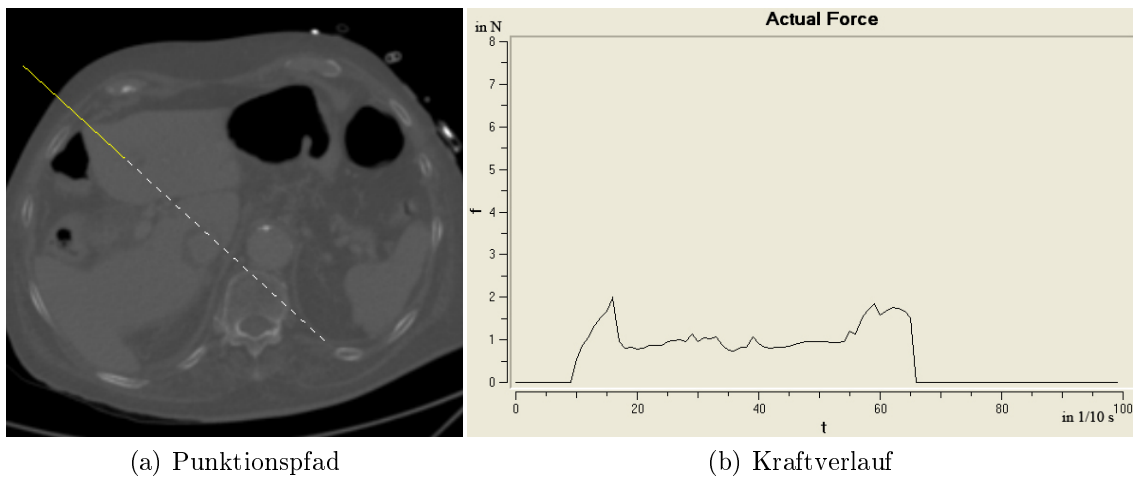 Actual Force
in N
8
7
6
5
4
3
2
1
0
f
0 20 40 60 80 100
in 1/10 s
t
(a) Punktionspfad
(b) Kraftverlauf